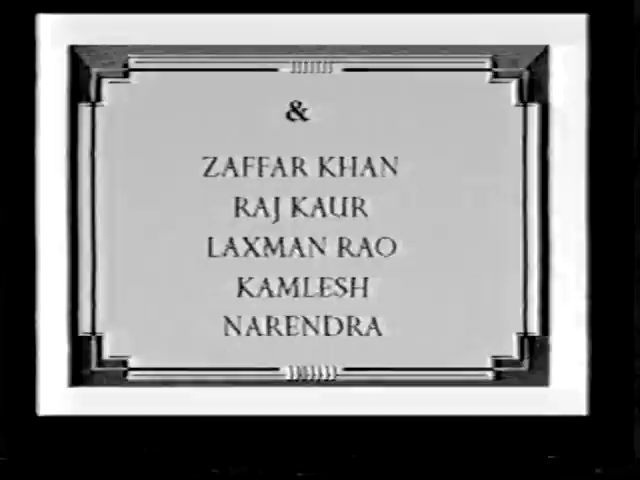 &
ZAFFAR KHAN
RAJ KAUR
LAXMAN RAO
KAMLESH
NARENDRA